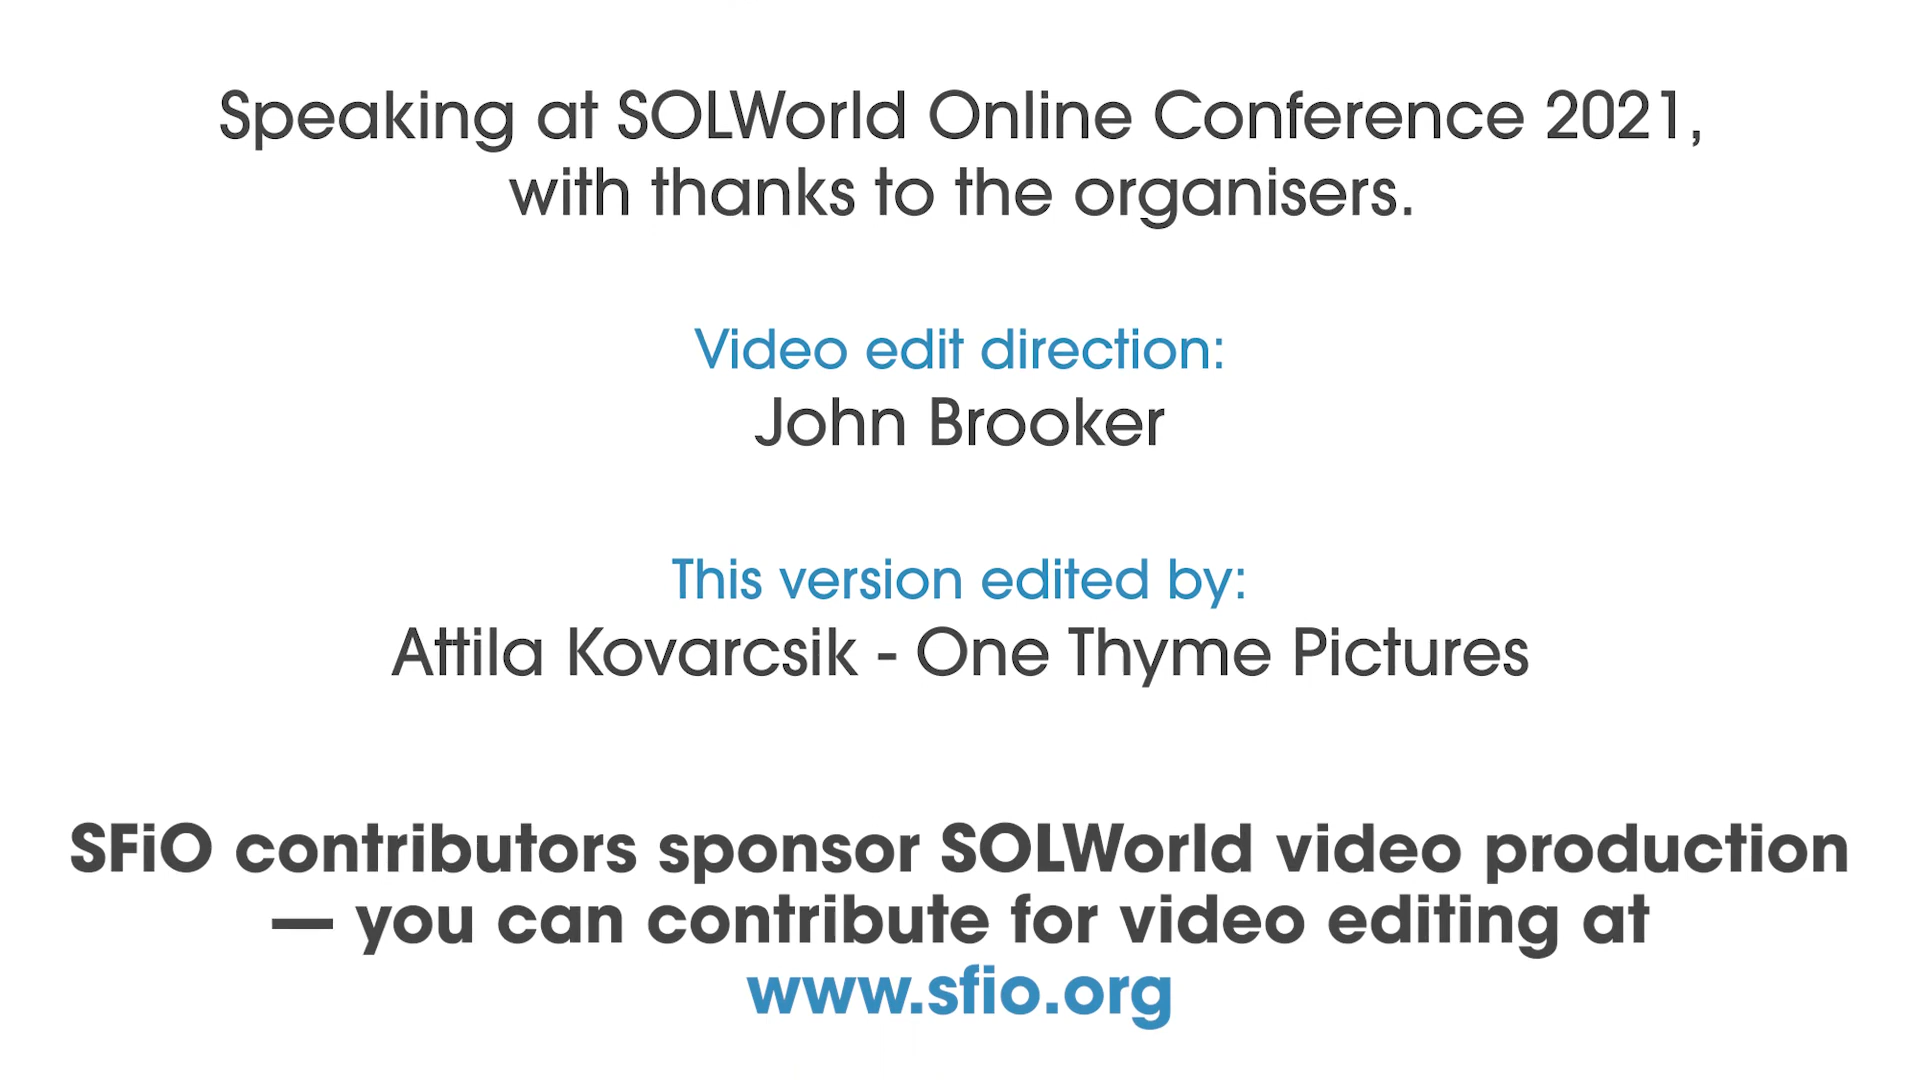 Speaking at SOLWorld Online Conference 2021,
with thanks to the organisers.
Video edit direction:
John Brooker
This version edited by:
Attila Kovarcsik - One Thyme Pictures
SFiO contributors sponsor SOLWorld video production
— you can contribute for video editing at
www.sfio.org